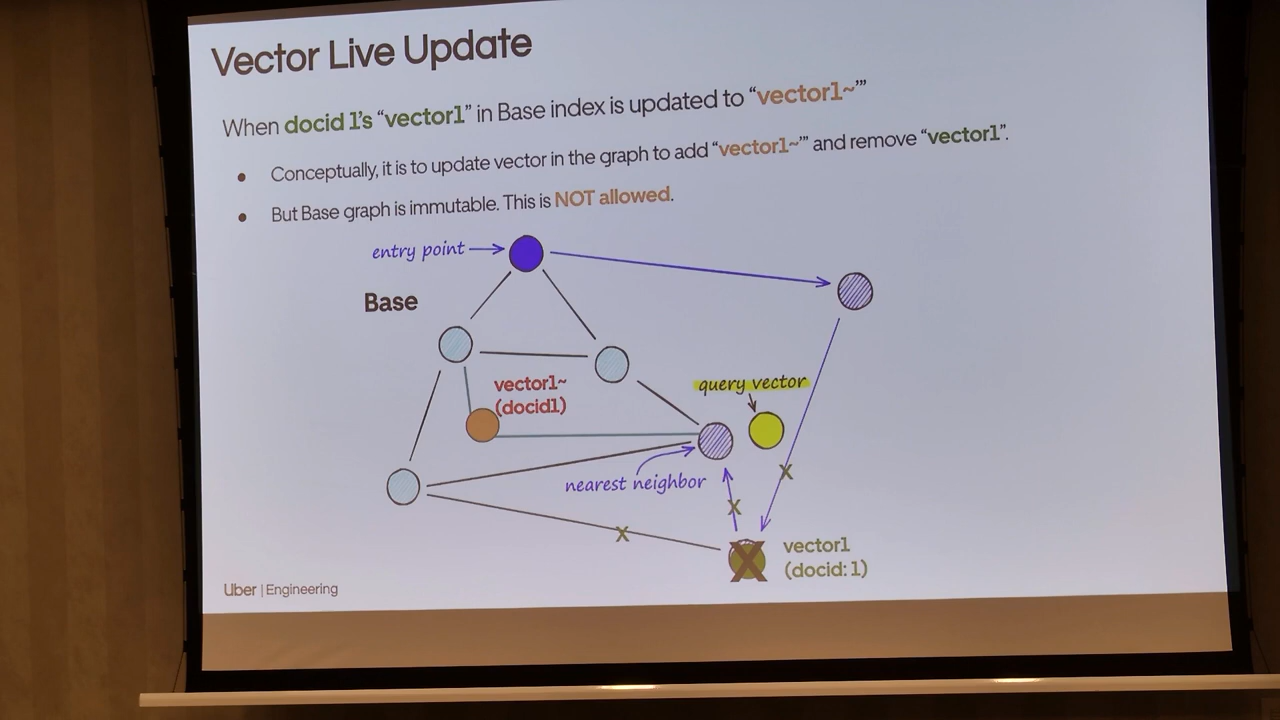 Vector Live Update
When docid 1's "vector1" in Base index is updated to "vector1~'"
• Conceptually, it is to update vector in the graph to add "vector1~'" and remove "vector1".
• But Base graph is immutable. This is NOT allowed.
entry point
Base
vector1~
(docid1)
query vector
nearest neighbor
x
x
x
X
vector1
(docid: 1)
Uber | Engineering